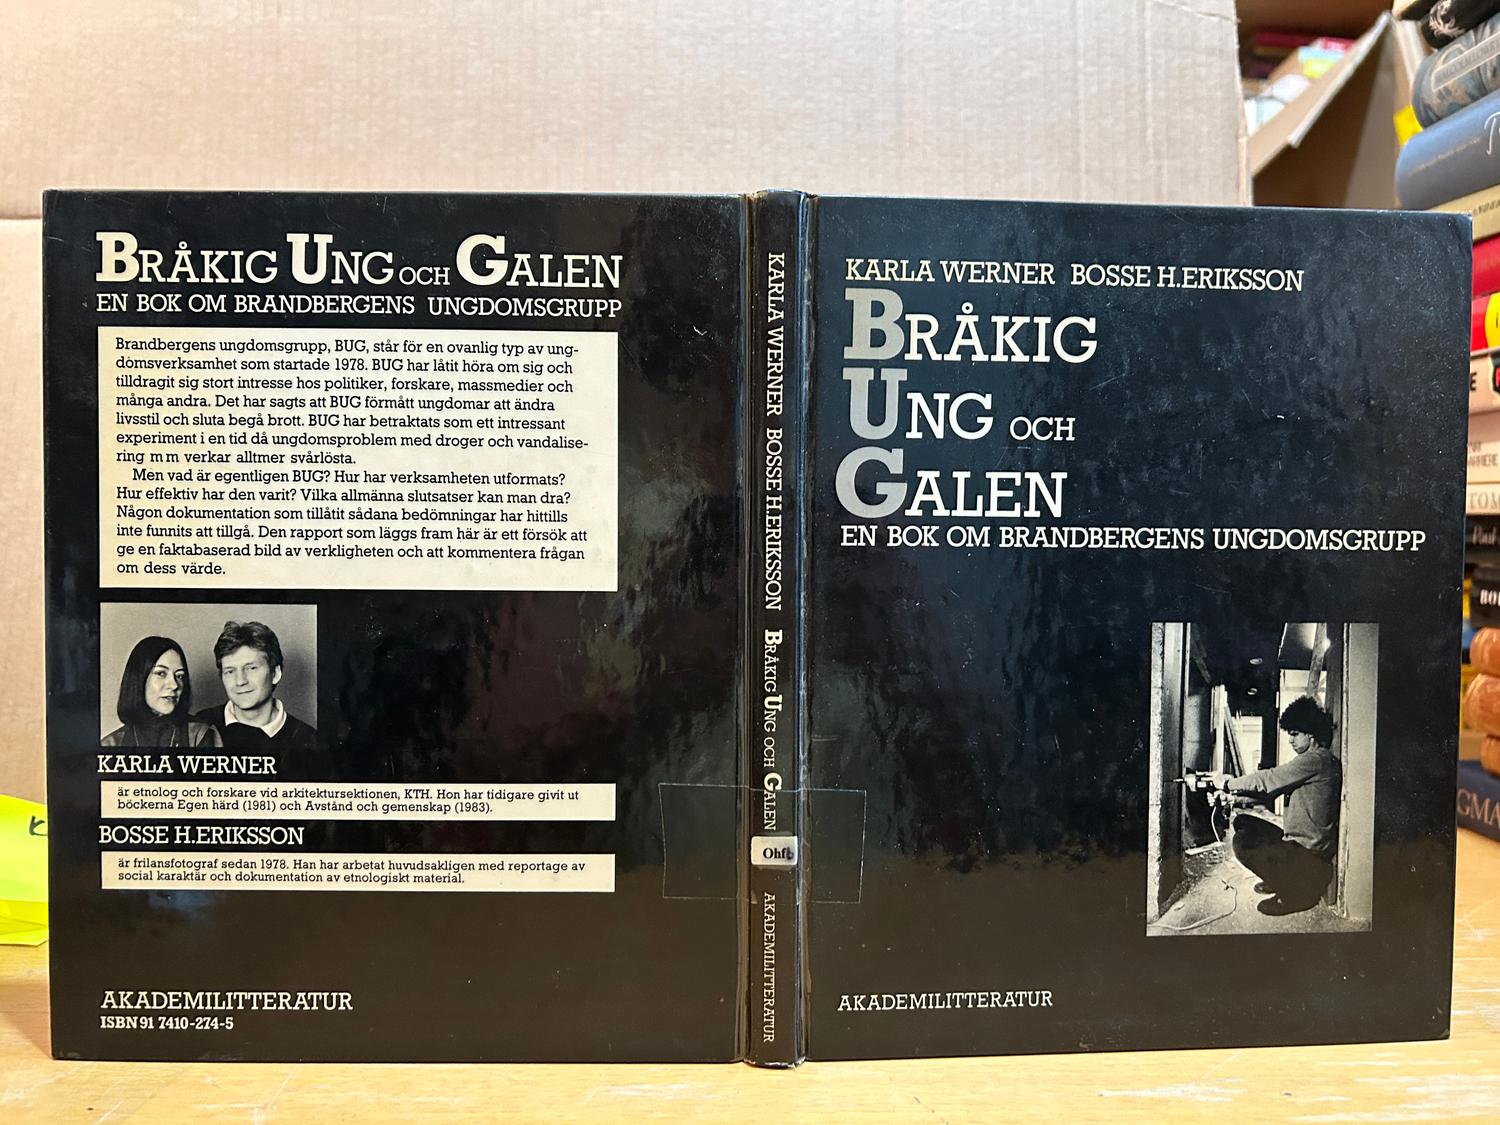 BRÅKIG UNG OCH GALEN
EN BOK OM BRANDBERGENS UNGDOMSGRUPP
Brandbergens ungdomsgrupp, BUG, står för en ovanlig typ av ung-
domsverksamhet som startade 1978. BUG har låtit höra om sig och
tilldragit sig stort intresse hos politiker, forskare, massmedier och
många andra. Det har sagts att BUG förmått ungdomar att ändra
livsstil och sluta begå brott. BUG har betraktats som ett intressant
experiment i en tid då ungdomsproblem med droger och vandalise-
ring m m verkar alltmer svårlösta.
Men vad är egentligen BUG? Hur har verksamheten utformats?
Hur effektiv har den varit? Vilka allmänna slutsatser kan man dra?
Någon dokumentation som tillåtit sådana bedömningar har hittills
inte funnits att tillgå. Den rapport som läggs fram här är ett försök att
ge en faktabaserad bild av verkligheten och att kommentera frågan
om dess värde.
KARLA WERNER
är etnolog och forskare vid arkitektursektionen, KTH. Hon har tidigare givit ut
böckerna Egen härd (1981) och Avstånd och gemenskap (1983).
BOSSE H.ERIKSSON
är frilansfotograf sedan 1978. Han har arbetat huvudsakligen med reportage av
social karaktär och dokumentation av etnologiskt material.
AKADEMILITTERATUR
ISBN 91 7410-274-5
KARLA WERNER BOSSE H.ERIKSSON BRÅKIG UNG OCH GALEN
Ohfb
AKADEMILITTERATUR
KARLA WERNER BOSSE H.ERIKSSON
BRÅKIG
UNG OCH
GALEN
EN BOK OM BRANDBERGENS UNGDOMSGRUPP
AKADEMILITTERATUR